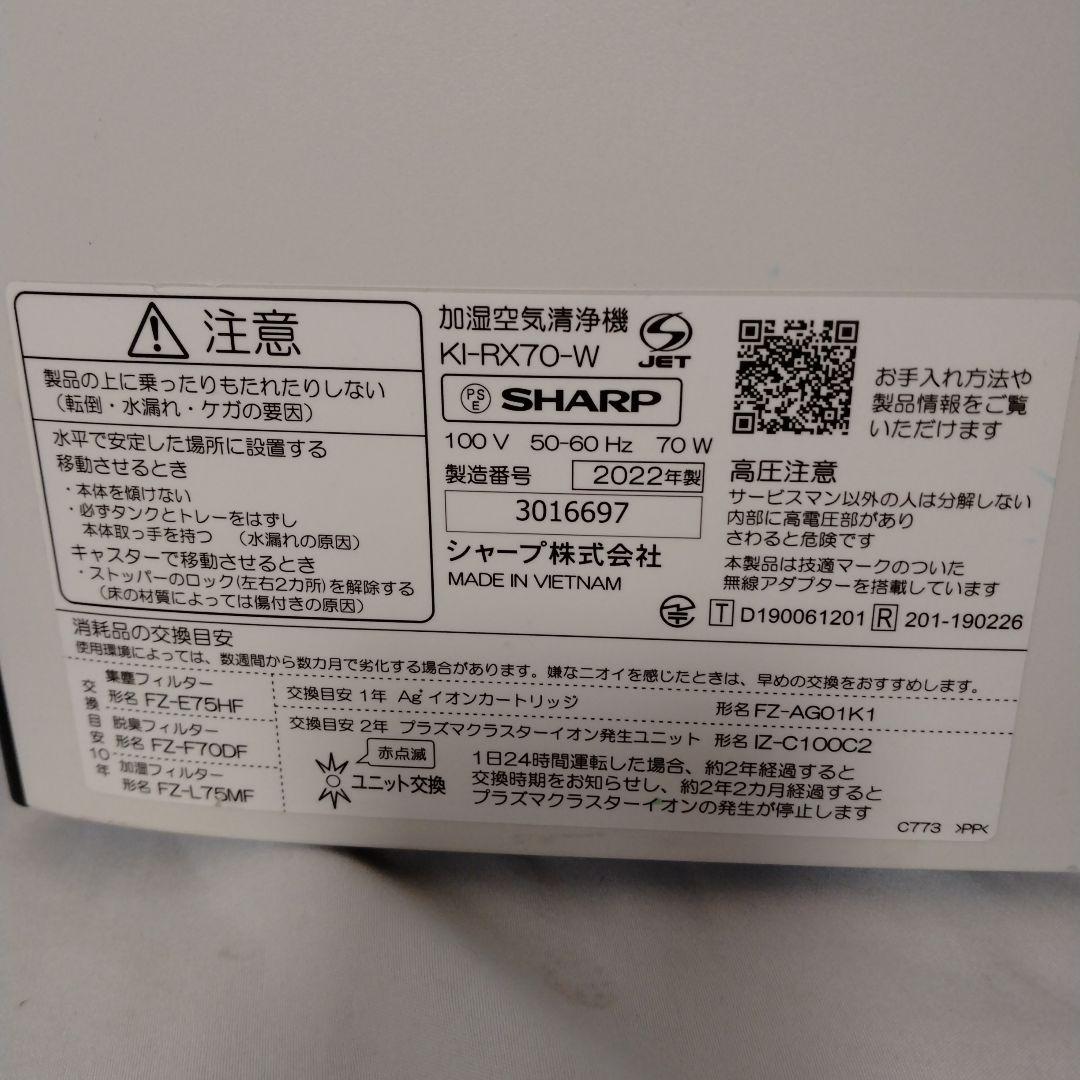 注意
製品の上に乗ったりもたれたりしない
（転倒・水漏れ・ケガの要因）
水平で安定した場所に設置する
移動させるとき
・本体を傾けない
・必ずタンクとトレーをはずし
本体取っ手を持つ （水漏れの原因）
キャスターで移動させるとき
・ストッパーのロック(左右2カ所)を解除する
（床の材質によっては傷付きの原因）
加湿空気清浄機
KI-RX70-W
JET
PS
E
SHARP
100 V 50-60 Hz 70 W
製造番号 2022年製
3016697
シャープ株式会社
MADE IN VIETNAM
お手入れ方法や
製品情報をご覧
いただけます
高圧注意
サービスマン以外の人は分解しない
内部に高電圧部があり
さわると危険です
本製品は技適マークのついた
無線アダプターを搭載しています
T D190061201 R 201-190226
消耗品の交換目安
使用環境によっては、数週間から数カ月で劣化する場合があります。嫌なニオイを感じたときは、早めの交換をおすすめします。
交換目安10年
集塵フィルター
形名 FZ-E75HF
脱臭フィルター
形名 FZ-F70DF
加湿フィルター
形名 FZ-L75MF
交換目安 1年 Ag⁺イオンカートリッジ 形名 FZ-AG01K1
交換目安 2年 プラズマクラスターイオン発生ユニット 形名 IZ-C100C2
赤点滅
ユニット交換
1日24時間運転した場合、約2年経過すると
交換時期をお知らせし、約2年2カ月経過すると
プラズマクラスターイオンの発生が停止します
C773 >PP<